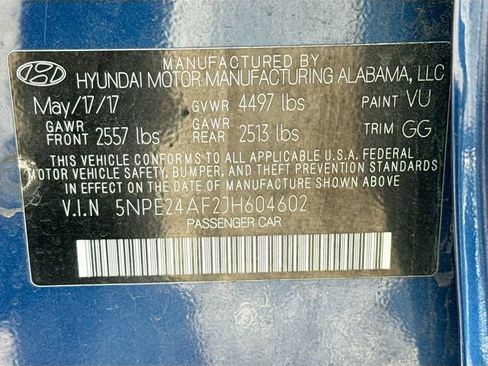 MANUFACTURED BY
HYUNDAI MOTOR MANUFACTURING ALABAMA, LLC
May/17/17 GVWR 4497 lbs PAINT VU
GAWR FRONT 2557 lbs GAWR REAR 2513 lbs TRIM GG
THIS VEHICLE CONFORMS TO ALL APPLICABLE U.S.A. FEDERAL
MOTOR VEHICLE SAFETY, BUMPER, AND THEFT PREVENTION STANDARDS
IN EFFECT ON THE DATE OF MANUFACTURE SHOWN ABOVE.
V.I.N 5NPE24AF2JH604602
PASSENGER CAR